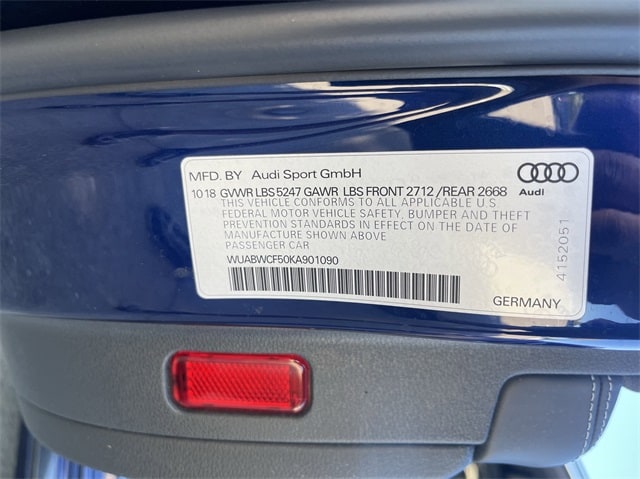 MFD. BY Audi Sport GmbH
10 18 GVWR LBS 5247 GAWR LBS FRONT 2712 /REAR 2668
Audi
THIS VEHICLE CONFORMS TO ALL APPLICABLE U.S
FEDERAL MOTOR VEHICLE SAFETY, BUMPER AND THEFT
PREVENTION STANDARDS IN EFFECT ON THE DATE OF
MANUFACTURE SHOWN ABOVE
PASSENGER CAR
WUABWCF50KA901090
4152051
GERMANY